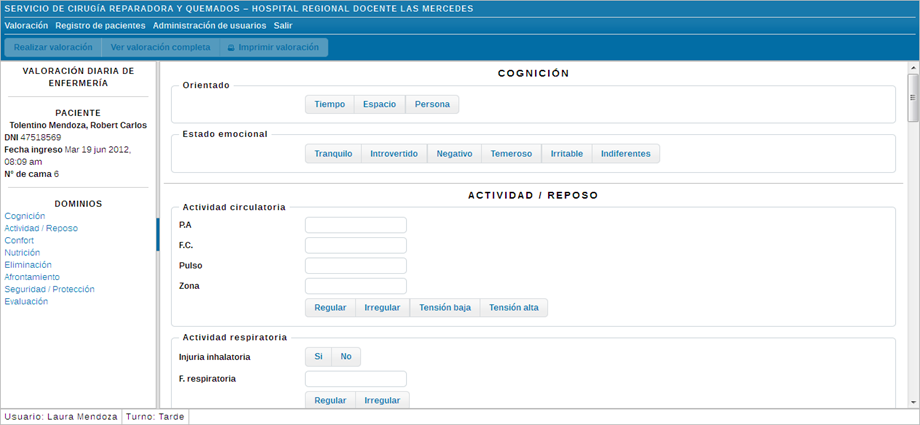 SERVICIO DE CIRUGÍA REPARADORA Y QUEMADOS – HOSPITAL REGIONAL DOCENTE LAS MERCEDES
Valoración Registro de pacientes Administración de usuarios Salir
Realizar valoración Ver valoración completa Imprimir valoración
VALORACIÓN DIARIA DE
ENFERMERÍA
PACIENTE
Tolentino Mendoza, Robert Carlos
DNI 47518569
Fecha ingreso Mar 19 jun 2012,
08:09 am
N° de cama 6
DOMINIOS
Cognición
Actividad / Reposo
Confort
Nutrición
Eliminación
Afrontamiento
Seguridad / Protección
Evaluación
COGNICIÓN
Orientado
Tiempo Espacio Persona
Estado emocional
Tranquilo Introvertido Negativo Temeroso Irritable Indiferentes
ACTIVIDAD / REPOSO
Actividad circulatoria
P.A
F.C.
Pulso
Zona
Regular Irregular Tensión baja Tensión alta
Actividad respiratoria
Injuria inhalatoria Si No
F. respiratoria
Regular Irregular
Usuario: Laura Mendoza Turno: Tarde